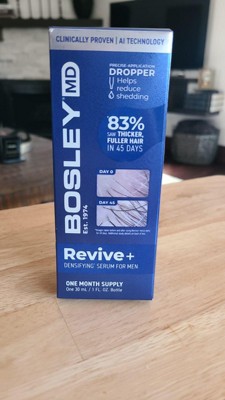 CLINICALLY PROVEN | AI TECHNOLOGY
PRECISE-APPLICATION
DROPPER
Helps
reduce
shedding
83%
SAW THICKER,
FULLER HAIR
IN 45 DAYS
DAY 0
DAY 45
BOSLEY MD
Est. 1974
Revive+
DENSIFYING SERUM FOR MEN
ONE MONTH SUPPLY
One 30 mL / 1 FL. OZ. Bottle